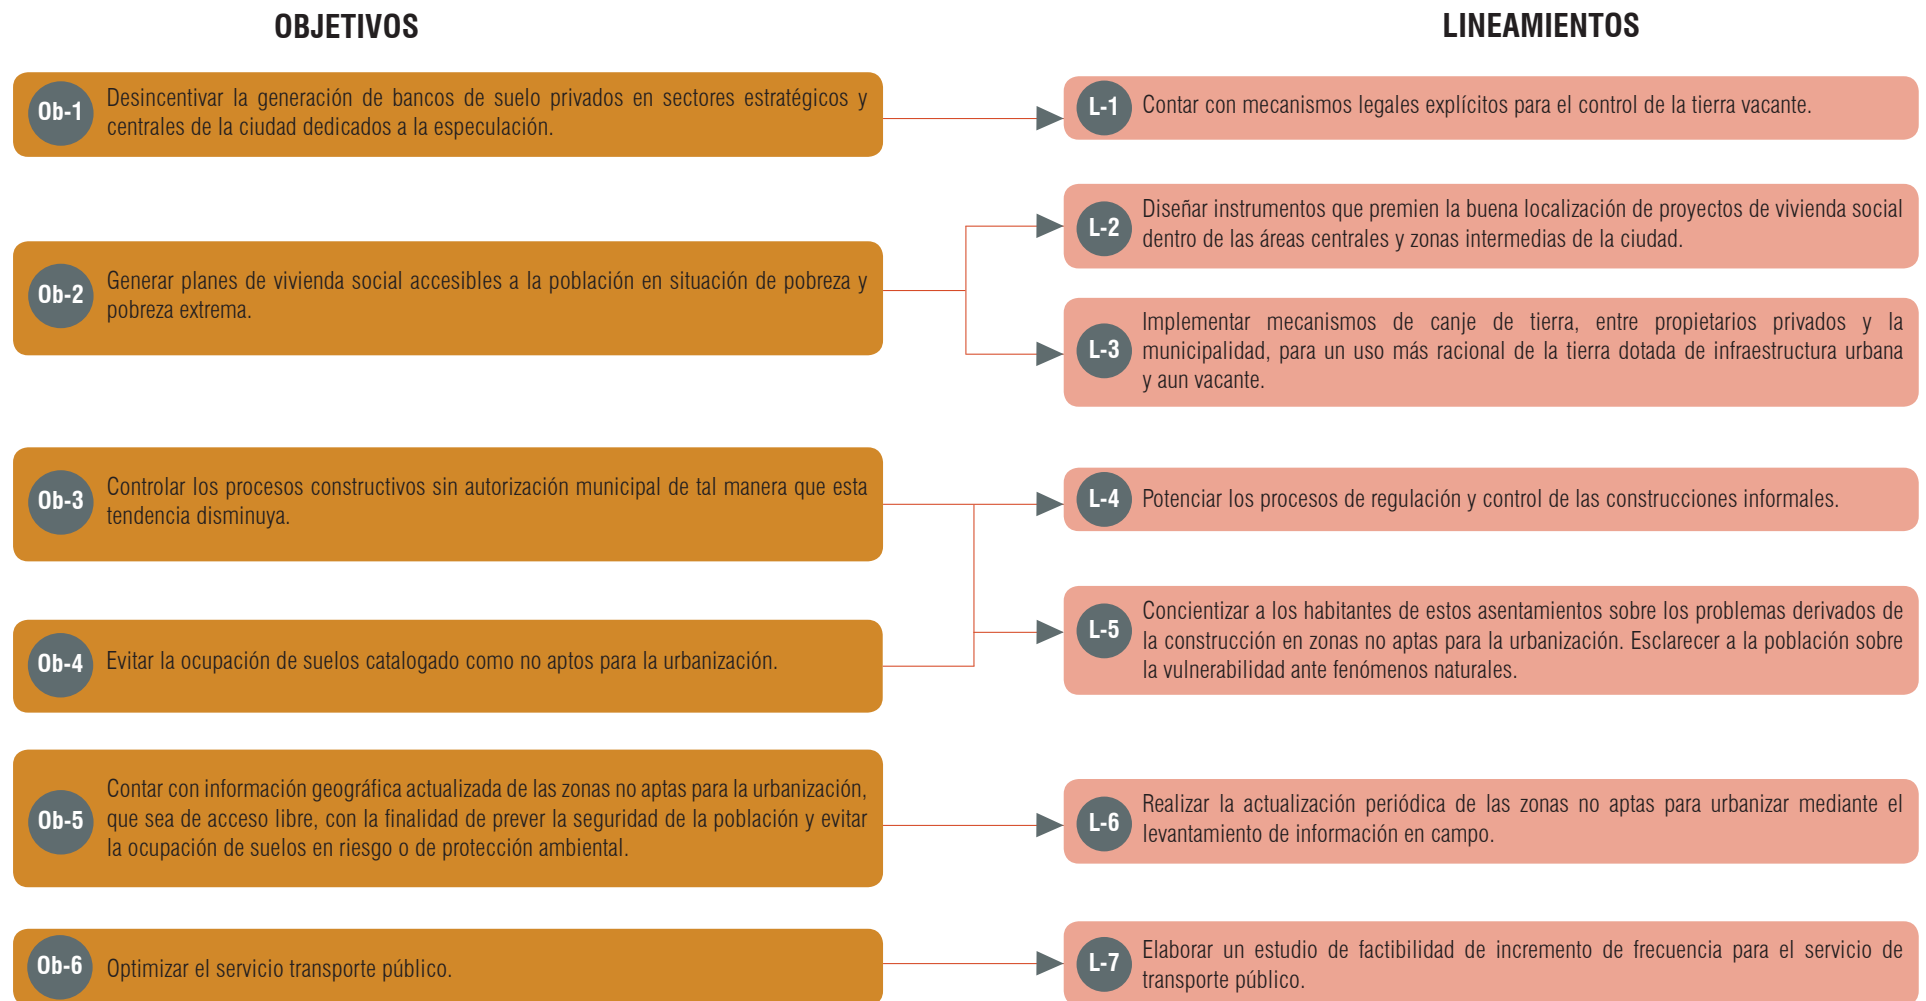 OBJETIVOS
LINEAMIENTOS
Ob-1
Desincentivar la generación de bancos de suelo privados en sectores estratégicos y
centrales de la ciudad dedicados a la especulación.
L-1
Contar con mecanismos legales explícitos para el control de la tierra vacante.
Ob-2
Generar planes de vivienda social accesibles a la población en situación de pobreza y
pobreza extrema.
L-2
Diseñar instrumentos que premien la buena localización de proyectos de vivienda social
dentro de las áreas centrales y zonas intermedias de la ciudad.
L-3
Implementar mecanismos de canje de tierra, entre propietarios privados y la
municipalidad, para un uso más racional de la tierra dotada de infraestructura urbana
y aun vacante.
Ob-3
Controlar los procesos constructivos sin autorización municipal de tal manera que esta
tendencia disminuya.
L-4
Potenciar los procesos de regulación y control de las construcciones informales.
Ob-4
Evitar la ocupación de suelos catalogado como no aptos para la urbanización.
L-5
Concientizar a los habitantes de estos asentamientos sobre los problemas derivados de
la construcción en zonas no aptas para la urbanización. Esclarecer a la población sobre
la vulnerabilidad ante fenómenos naturales.
Ob-5
Contar con información geográfica actualizada de las zonas no aptas para la urbanización,
que sea de acceso libre, con la finalidad de prever la seguridad de la población y evitar
la ocupación de suelos en riesgo o de protección ambiental.
L-6
Realizar la actualización periódica de las zonas no aptas para urbanizar mediante el
levantamiento de información en campo.
Ob-6
Optimizar el servicio transporte público.
L-7
Elaborar un estudio de factibilidad de incremento de frecuencia para el servicio de
transporte público.